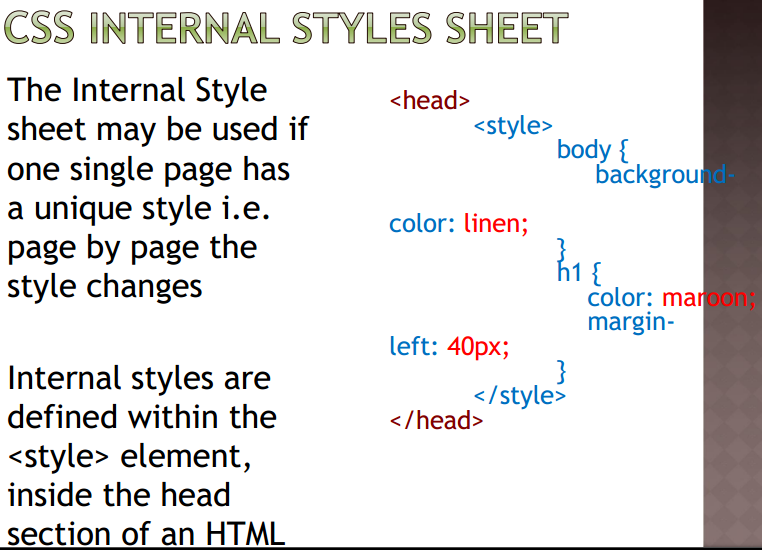 CSS INTERNAL STYLES SHEET
The Internal Style
sheet may be used if
one single page has
a unique style i.e.
page by page the
style changes
Internal styles are
defined within the
<style> element,
inside the head
section of an HTML
<head>
<style>
body {
background-
color: linen;
}
h1 {
color: maroon;
margin-
left: 40px;
}
</style>
</head>